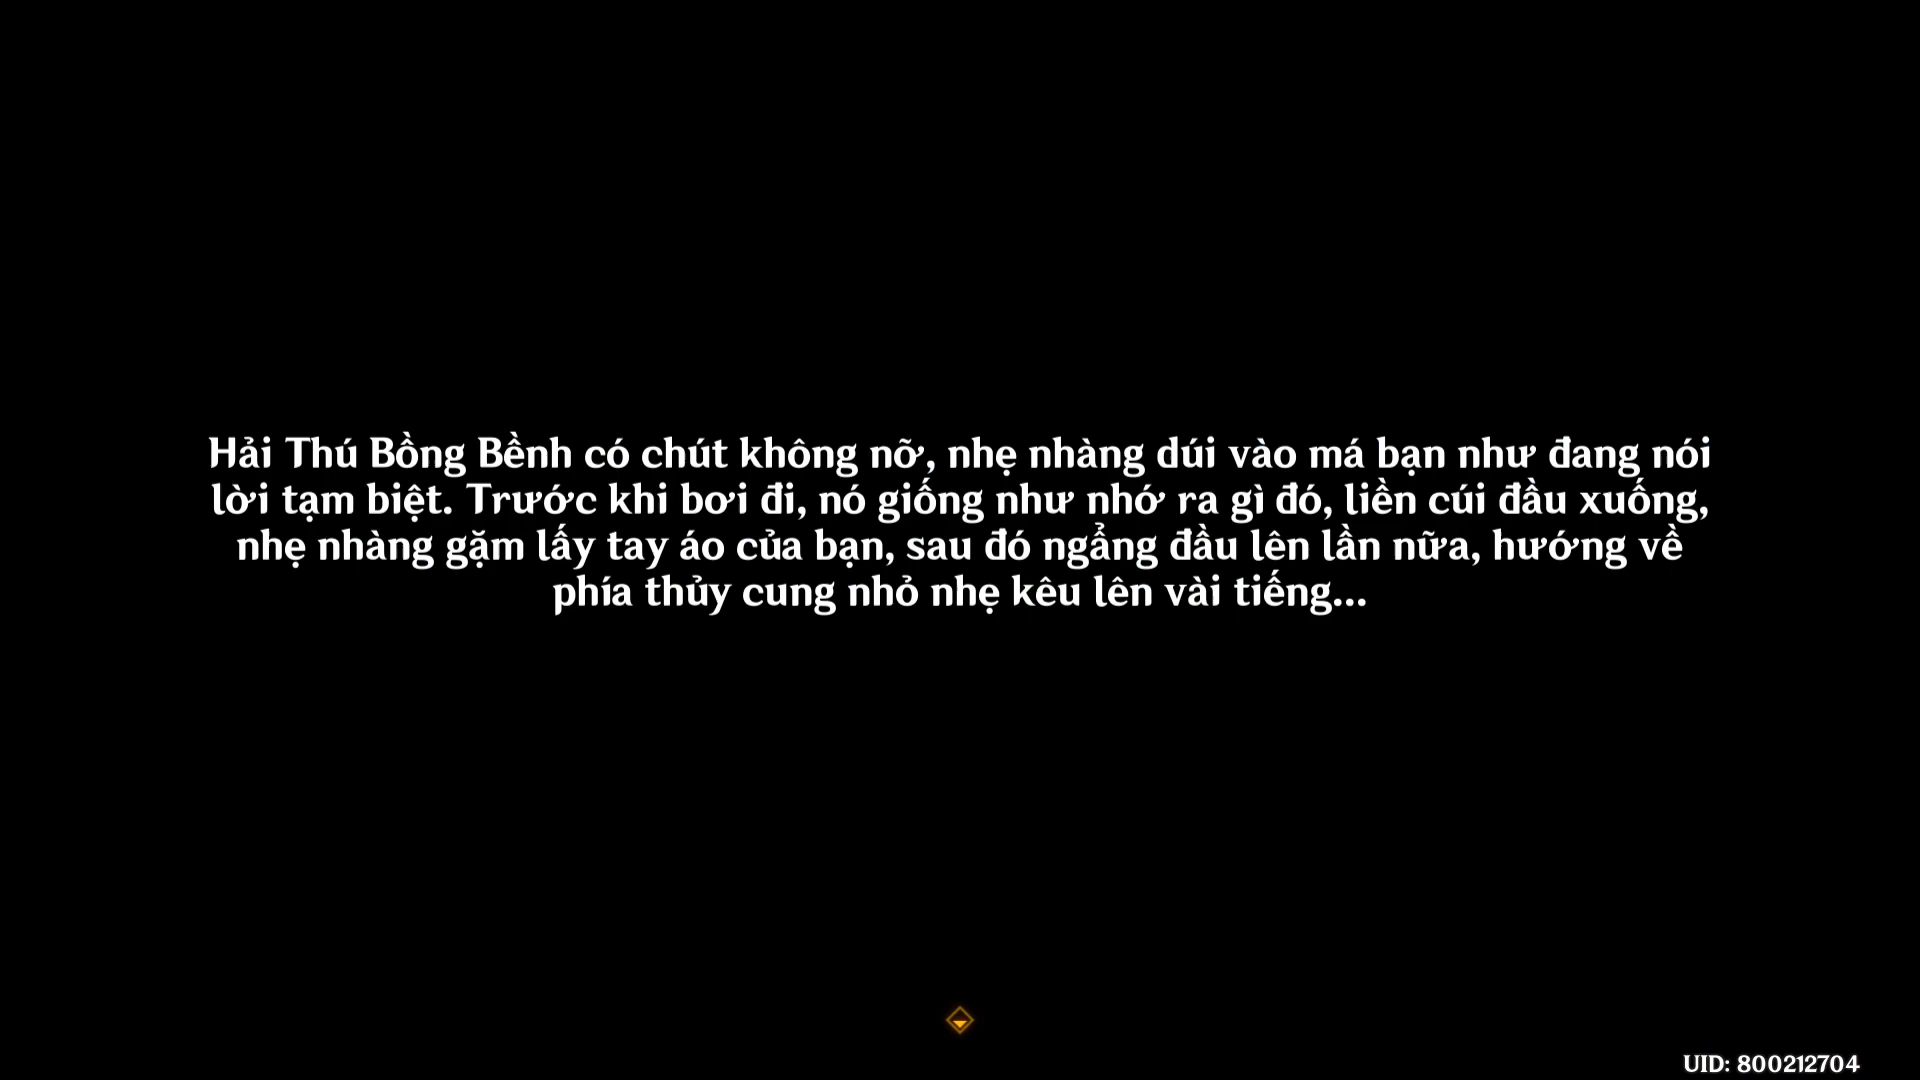 Hải Thú Bồng Bềnh có chút không nỡ, nhẹ nhàng dúi vào má bạn như đang nói
lời tạm biệt. Trước khi bơi đi, nó giống như nhớ ra gì đó, liền cúi đầu xuống,
nhẹ nhàng gặm lấy tay áo của bạn, sau đó ngẩng đầu lên lần nữa, hướng về
phía thủy cung nhỏ nhẹ kêu lên vài tiếng...
UID: 800212704